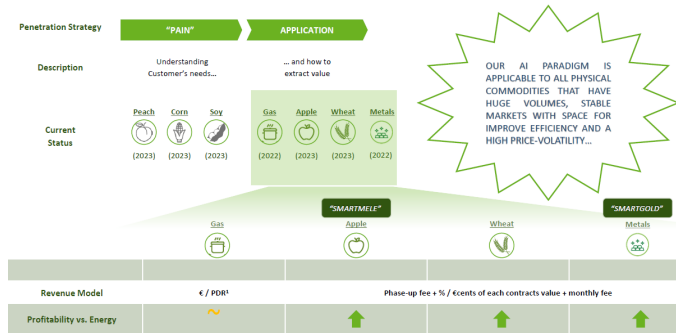 Penetration Strategy
"PAIN"
APPLICATION
Description
Understanding
Customer's needs…
… and how to
extract value
OUR AI PARADIGM IS
APPLICABLE TO ALL PHYSICAL
COMMODITIES THAT HAVE
HUGE VOLUMES, STABLE
MARKETS WITH SPACE FOR
IMPROVE EFFICIENCY AND A
HIGH PRICE-VOLATILITY…
Current
Status
Peach Corn Soy Gas Apple Wheat Metals
(2023) (2023) (2023) (2022) (2023) (2023) (2022)
"SMARTMELE" "SMARTGOLD"
Gas Apple Wheat Metals
Revenue Model € / PDR¹ Phase-up fee + % / €cents of each contracts value + monthly fee
Profitability vs. Energy ~